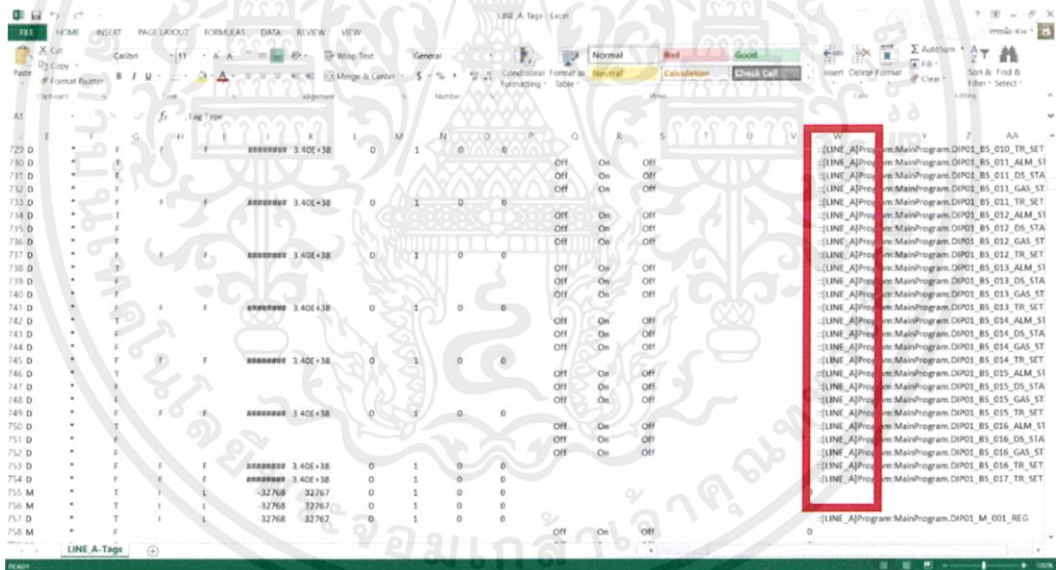 LINE_A-Tags - Excel
FILE HOME INSERT PAGE LAYOUT FORMULAS DATA REVIEW VIEW
Cut Calibri 11 Wrap Text General Normal Bad Good AutoSum
Copy Fill
Paste Format Painter B I U Merge & Center $ % Conditional Formatting Format as Table Neutral Calculation Check Cell Insert Delete Format Clear Sort & Filter Find & Select
Clipboard Font Alignment Number Styles Cells Editing
A1 fx Tag Type
E F G H I J K L M N O P Q R S T U V W Y Z AA
729 D * F F F ######## 3.40E+38 0 1 0 0 ::[LINE_A]Program:MainProgram.DIP01_BS_010_TR_SET
730 D * T Off On Off ::[LINE_A]Program:MainProgram.DIP01_BS_011_ALM_ST
731 D * F Off On Off ::[LINE_A]Program:MainProgram.DIP01_BS_011_DS_STA
732 D * F Off On Off ::[LINE_A]Program:MainProgram.DIP01_BS_011_GAS_ST
733 D * F F F ######## 3.40E+38 0 1 0 0 ::[LINE_A]Program:MainProgram.DIP01_BS_011_TR_SET
734 D * T Off On Off ::[LINE_A]Program:MainProgram.DIP01_BS_012_ALM_ST
735 D * F Off On Off ::[LINE_A]Program:MainProgram.DIP01_BS_012_DS_STA
736 D * F Off On Off ::[LINE_A]Program:MainProgram.DIP01_BS_012_GAS_ST
737 D * F F F ######## 3.40E+38 0 1 0 0 ::[LINE_A]Program:MainProgram.DIP01_BS_012_TR_SET
738 D * T Off On Off ::[LINE_A]Program:MainProgram.DIP01_BS_013_ALM_ST
739 D * F Off On Off ::[LINE_A]Program:MainProgram.DIP01_BS_013_DS_STA
740 D * F Off On Off ::[LINE_A]Program:MainProgram.DIP01_BS_013_GAS_ST
741 D * F F F ######## 3.40E+38 0 1 0 0 ::[LINE_A]Program:MainProgram.DIP01_BS_013_TR_SET
742 D * T Off On Off ::[LINE_A]Program:MainProgram.DIP01_BS_014_ALM_ST
743 D * F Off On Off ::[LINE_A]Program:MainProgram.DIP01_BS_014_DS_STA
744 D * F Off On Off ::[LINE_A]Program:MainProgram.DIP01_BS_014_GAS_ST
745 D * F F F ######## 3.40E+38 0 1 0 0 ::[LINE_A]Program:MainProgram.DIP01_BS_014_TR_SET
746 D * T Off On Off ::[LINE_A]Program:MainProgram.DIP01_BS_015_ALM_ST
747 D * F Off On Off ::[LINE_A]Program:MainProgram.DIP01_BS_015_DS_STA
748 D * F Off On Off ::[LINE_A]Program:MainProgram.DIP01_BS_015_GAS_ST
749 D * F F F ######## 3.40E+38 0 1 0 0 ::[LINE_A]Program:MainProgram.DIP01_BS_015_TR_SET
750 D * T Off On Off ::[LINE_A]Program:MainProgram.DIP01_BS_016_ALM_ST
751 D * F Off On Off ::[LINE_A]Program:MainProgram.DIP01_BS_016_DS_STA
752 D * F Off On Off ::[LINE_A]Program:MainProgram.DIP01_BS_016_GAS_ST
753 D * F F F ######## 3.40E+38 0 1 0 0 ::[LINE_A]Program:MainProgram.DIP01_BS_016_TR_SET
754 D * F F F ######## 3.40E+38 0 1 0 0 ::[LINE_A]Program:MainProgram.DIP01_BS_017_TR_SET
755 M * T I L -32768 32767 0 1 0 0
756 M * T I L -32768 32767 0 1 0 0
757 D * T I L -32768 32767 0 1 0 0 ::[LINE_A]Program:MainProgram.DIP01_M_001_REG
758 M * F Off On Off 0
LINE_A-Tags
READY 100%